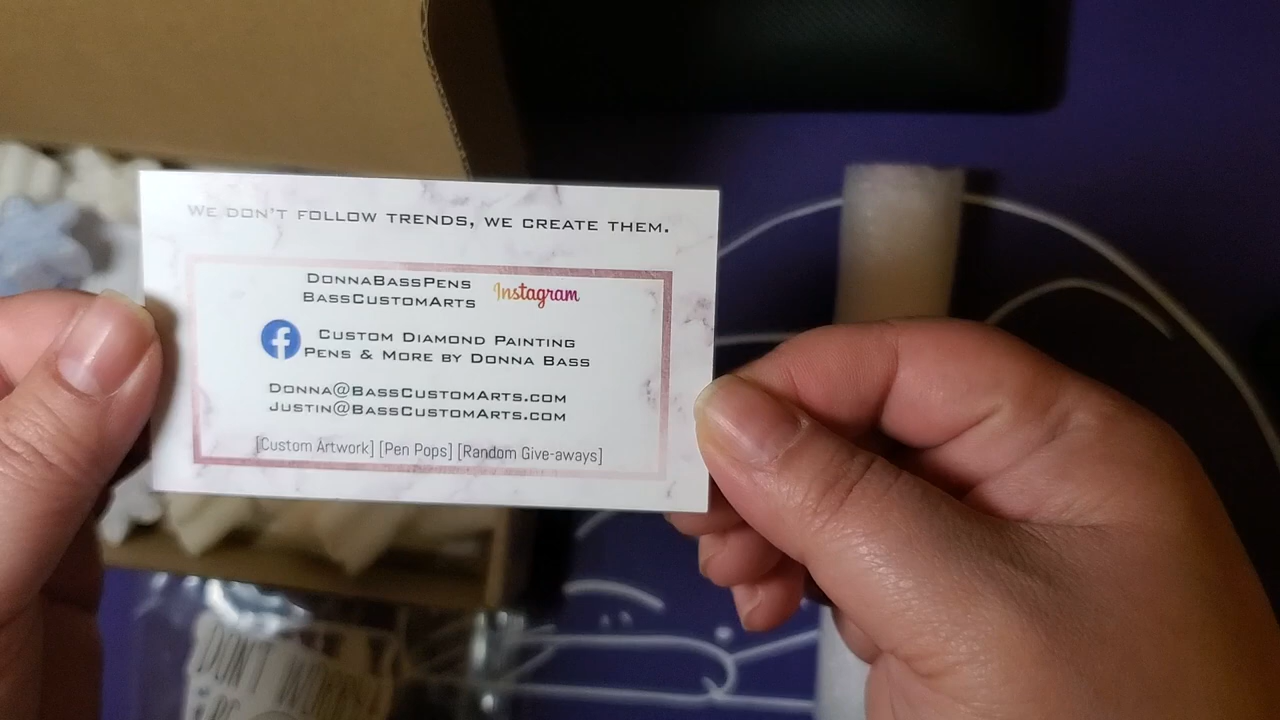 We don't follow trends, we create them.
DonnaBassPens
BassCustomArts
Instagram
Custom Diamond Painting
Pens & More by Donna Bass
Donna@BassCustomArts.com
Justin@BassCustomArts.com
[Custom Artwork] [Pen Pops] [Random Give-aways]
DON'T